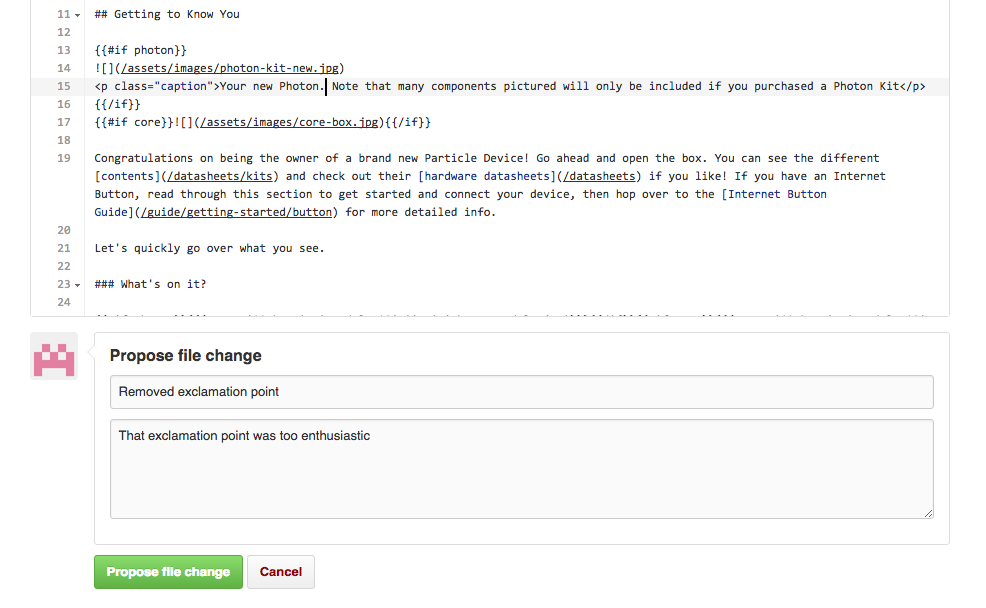 11 ## Getting to Know You
12
13 {{#if photon}}
14 ![](/assets/images/photon-kit-new.jpg)
15 <p class="caption">Your new Photon. Note that many components pictured will only be included if you purchased a Photon Kit</p>
16 {{/if}}
17 {{#if core}}![](/assets/images/core-box.jpg){{/if}}
18
19 Congratulations on being the owner of a brand new Particle Device! Go ahead and open the box. You can see the different
[contents](/datasheets/kits) and check out their [hardware datasheets](/datasheets) if you like! If you have an Internet
Button, read through this section to get started and connect your device, then hop over to the [Internet Button
Guide](/guide/getting-started/button) for more detailed info.
20
21 Let's quickly go over what you see.
22
23 ### What's on it?
24
Propose file change
Removed exclamation point
That exclamation point was too enthusiastic
Propose file change Cancel